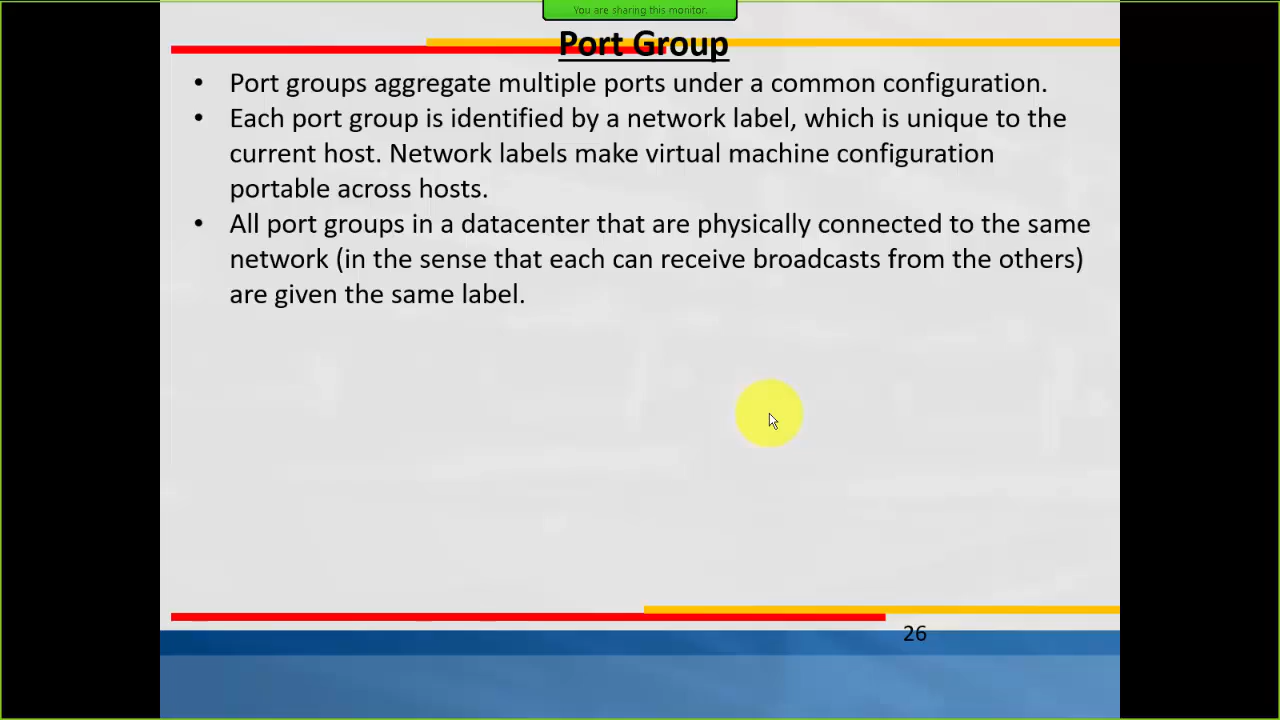 You are sharing this monitor.
Port Group
• Port groups aggregate multiple ports under a common configuration.
• Each port group is identified by a network label, which is unique to the
current host. Network labels make virtual machine configuration
portable across hosts.
• All port groups in a datacenter that are physically connected to the same
network (in the sense that each can receive broadcasts from the others)
are given the same label.
26